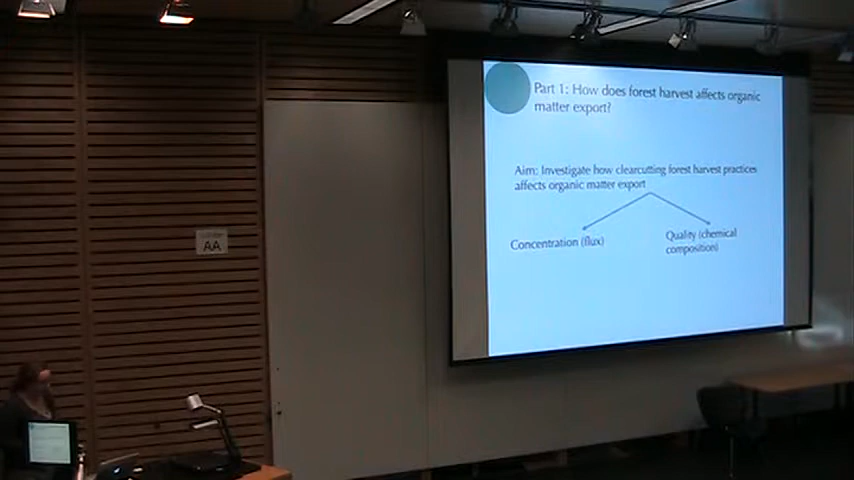 Part 1: How does forest harvest affects organic
matter export?
Aim: Investigate how clearcutting forest harvest practices
affects organic matter export
Concentration (flux)
Quality (chemical
composition)
AA